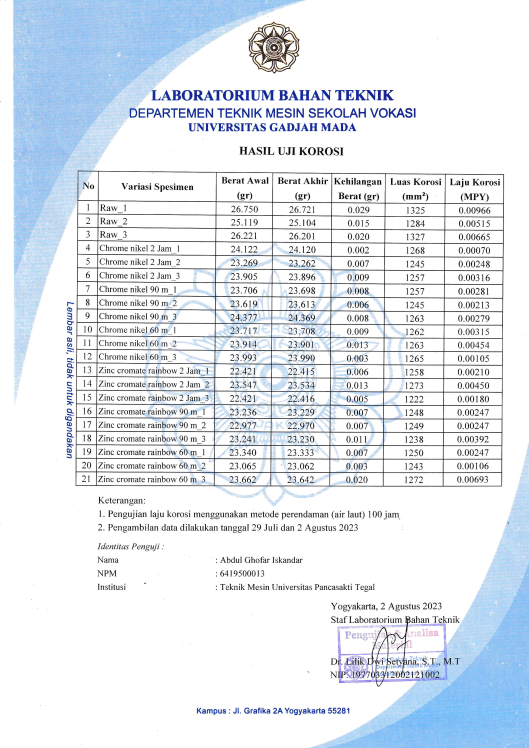 LABORATORIUM BAHAN TEKNIK
DEPARTEMEN TEKNIK MESIN SEKOLAH VOKASI
UNIVERSITAS GADJAH MADA
HASIL UJI KOROSI
No Variasi Spesimen Berat Awal (gr) Berat Akhir (gr) Kehilangan Berat (gr) Luas Korosi (mm²) Laju Korosi (MPY)
1 Raw_1 26.750 26.721 0.029 1325 0.00966
2 Raw_2 25.119 25.104 0.015 1284 0.00515
3 Raw_3 26.221 26.201 0.020 1327 0.00665
4 Chrome nikel 2 Jam_1 24.122 24.120 0.002 1268 0.00070
5 Chrome nikel 2 Jam_2 23.269 23.262 0.007 1245 0.00248
6 Chrome nikel 2 Jam_3 23.905 23.896 0.009 1257 0.00316
7 Chrome nikel 90 m_1 23.706 23.698 0.008 1257 0.00281
8 Chrome nikel 90 m_2 23.619 23.613 0.006 1245 0.00213
9 Chrome nikel 90 m_3 24.377 24.369 0.008 1263 0.00279
10 Chrome nikel 60 m_1 23.717 23.708 0.009 1262 0.00315
11 Chrome nikel 60 m_2 23.914 23.901 0.013 1263 0.00454
12 Chrome nikel 60 m_3 23.993 23.990 0.003 1265 0.00105
13 Zinc cromate rainbow 2 Jam_1 22.421 22.415 0.006 1258 0.00210
14 Zinc cromate rainbow 2 Jam_2 23.547 23.534 0.013 1273 0.00450
15 Zinc cromate rainbow 2 Jam_3 22.421 22.416 0.005 1222 0.00180
16 Zinc cromate rainbow 90 m_1 23.236 23.229 0.007 1248 0.00247
17 Zinc cromate rainbow 90 m_2 22.977 22.970 0.007 1249 0.00247
18 Zinc cromate rainbow 90 m_3 23.241 23.230 0.011 1238 0.00392
19 Zinc cromate rainbow 60 m_1 23.340 23.333 0.007 1250 0.00247
20 Zinc cromate rainbow 60 m_2 23.065 23.062 0.003 1243 0.00106
21 Zinc cromate rainbow 60 m_3 23.662 23.642 0.020 1272 0.00693
Lembar asli, tidak untuk digandakan
Keterangan:
1. Pengujian laju korosi menggunakan metode perendaman (air laut) 100 jam
2. Pengambilan data dilakukan tanggal 29 Juli dan 2 Agustus 2023
Identitas Penguji :
Nama : Abdul Ghofar Iskandar
NPM : 6419500013
Institusi : Teknik Mesin Universitas Pancasakti Tegal
Yogyakarta, 2 Agustus 2023
Staf Laboratorium Bahan Teknik
Dr. Lilik Dwi Setyana, S.T., M.T
NIP. 197703312002121002
Kampus : Jl. Grafika 2A Yogyakarta 55281